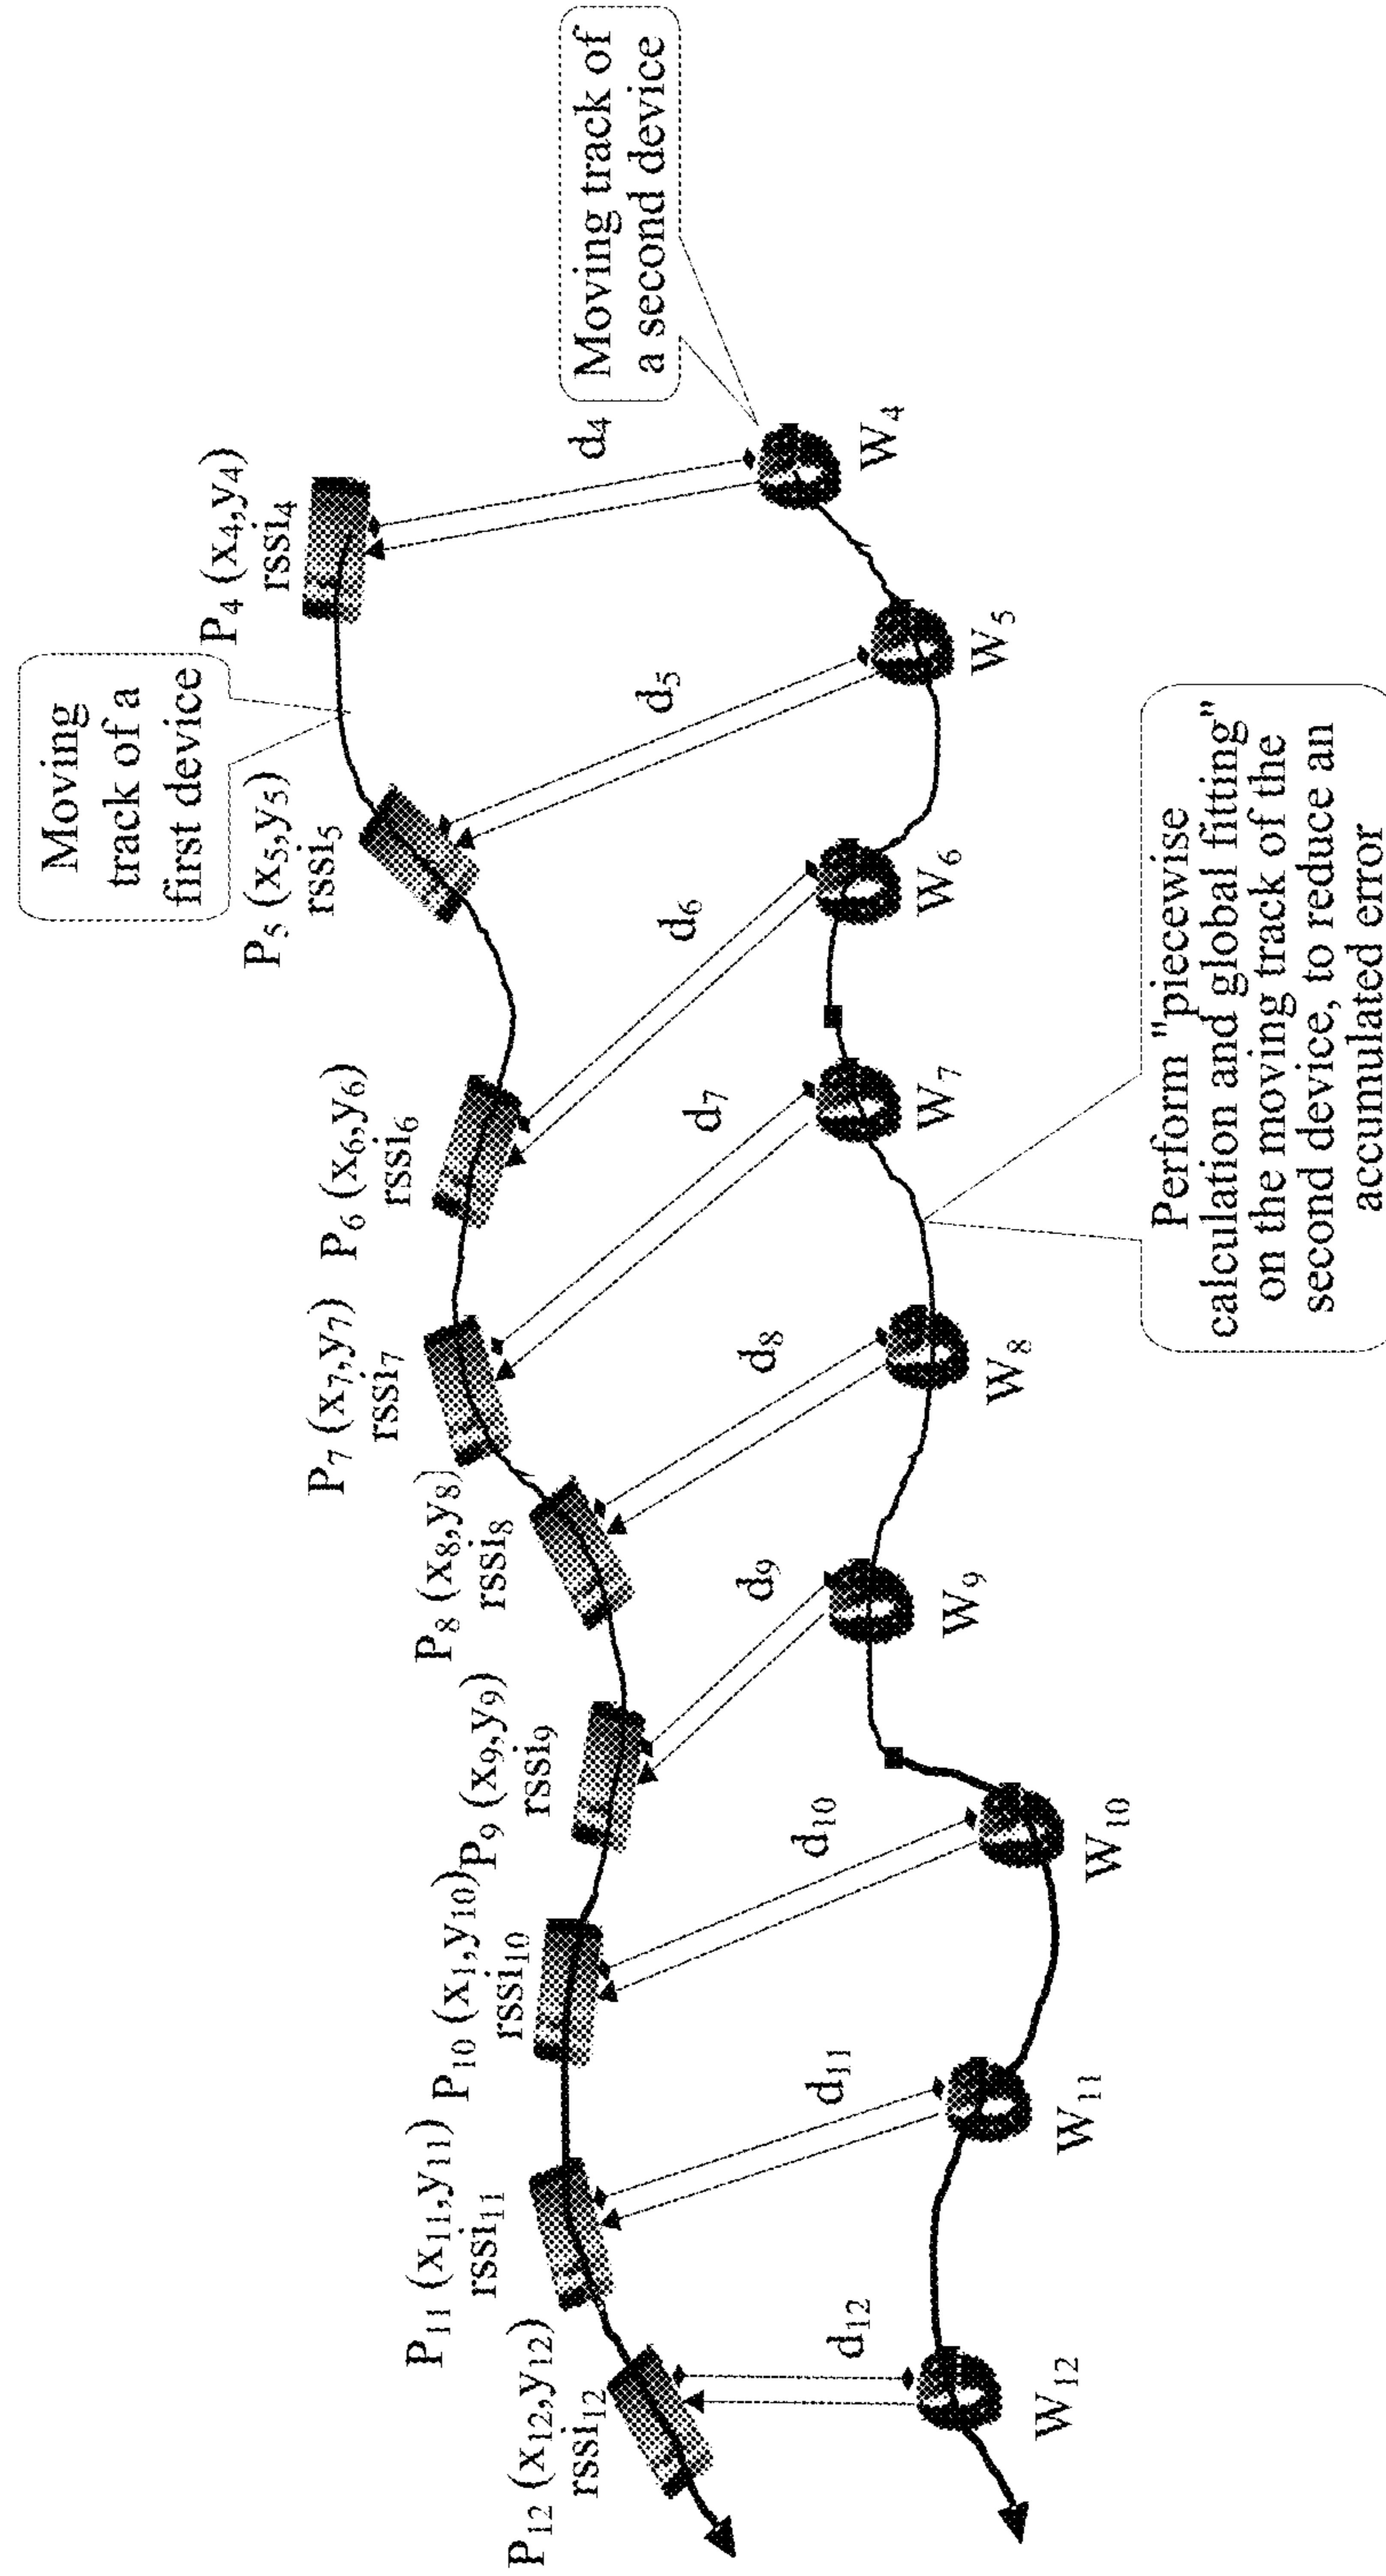 Moving
track of a
first device
P₁₂ (x₁₂,y₁₂)
rssi₁₂
P₁₁ (x₁₁,y₁₁)
rssi₁₁
P₁₀ (x₁,y₁₀)
rssi₁₀
P₉ (x₉,y₉)
rssi₉
P₈ (x₈,y₈)
rssi₈
P₇ (x₇,y₇)
rssi₇
P₆ (x₆,y₆)
rssi₆
P₅ (x₅,y₅)
rssi₅
P₄ (x₄,y₄)
rssi₄
d₁₂
d₁₁
d₁₀
d₉
d₈
d₇
d₆
d₅
d₄
Moving track of
a second device
W₁₂
W₁₁
W₁₀
W₉
W₈
W₇
W₆
W₅
W₄
Perform "piecewise
calculation and global fitting"
on the moving track of the
second device, to reduce an
accumulated error